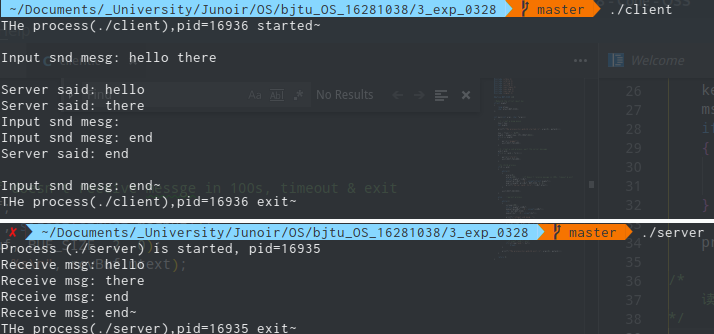 ~/Documents/_University/Junoir/OS/bjtu_OS_16281038/3_exp_0328 master ./client
THe process(./client),pid=16936 started~
Input snd mesg: hello there
Welcome
Server said: hello
Aa Abl .* No Results
Server said: there
Input snd mesg:
Input snd mesg: end
Server said: end
ssge in 100s, timeout & exit
Input snd mesg: end~
THe process(./client),pid=16936 exit~
26 ke
27 ms
28 i
29 {
30
31
32 }
✗ ~/Documents/_University/Junoir/OS/bjtu_OS_16281038/3_exp_0328 master ./server
Process (./server) is started, pid=16935
Receive msg: hello
Receive msg: there
Receive msg: end
Receive msg: end~
THe process(./server),pid=16935 exit~
34 pr
35
36 /*
37
38 */